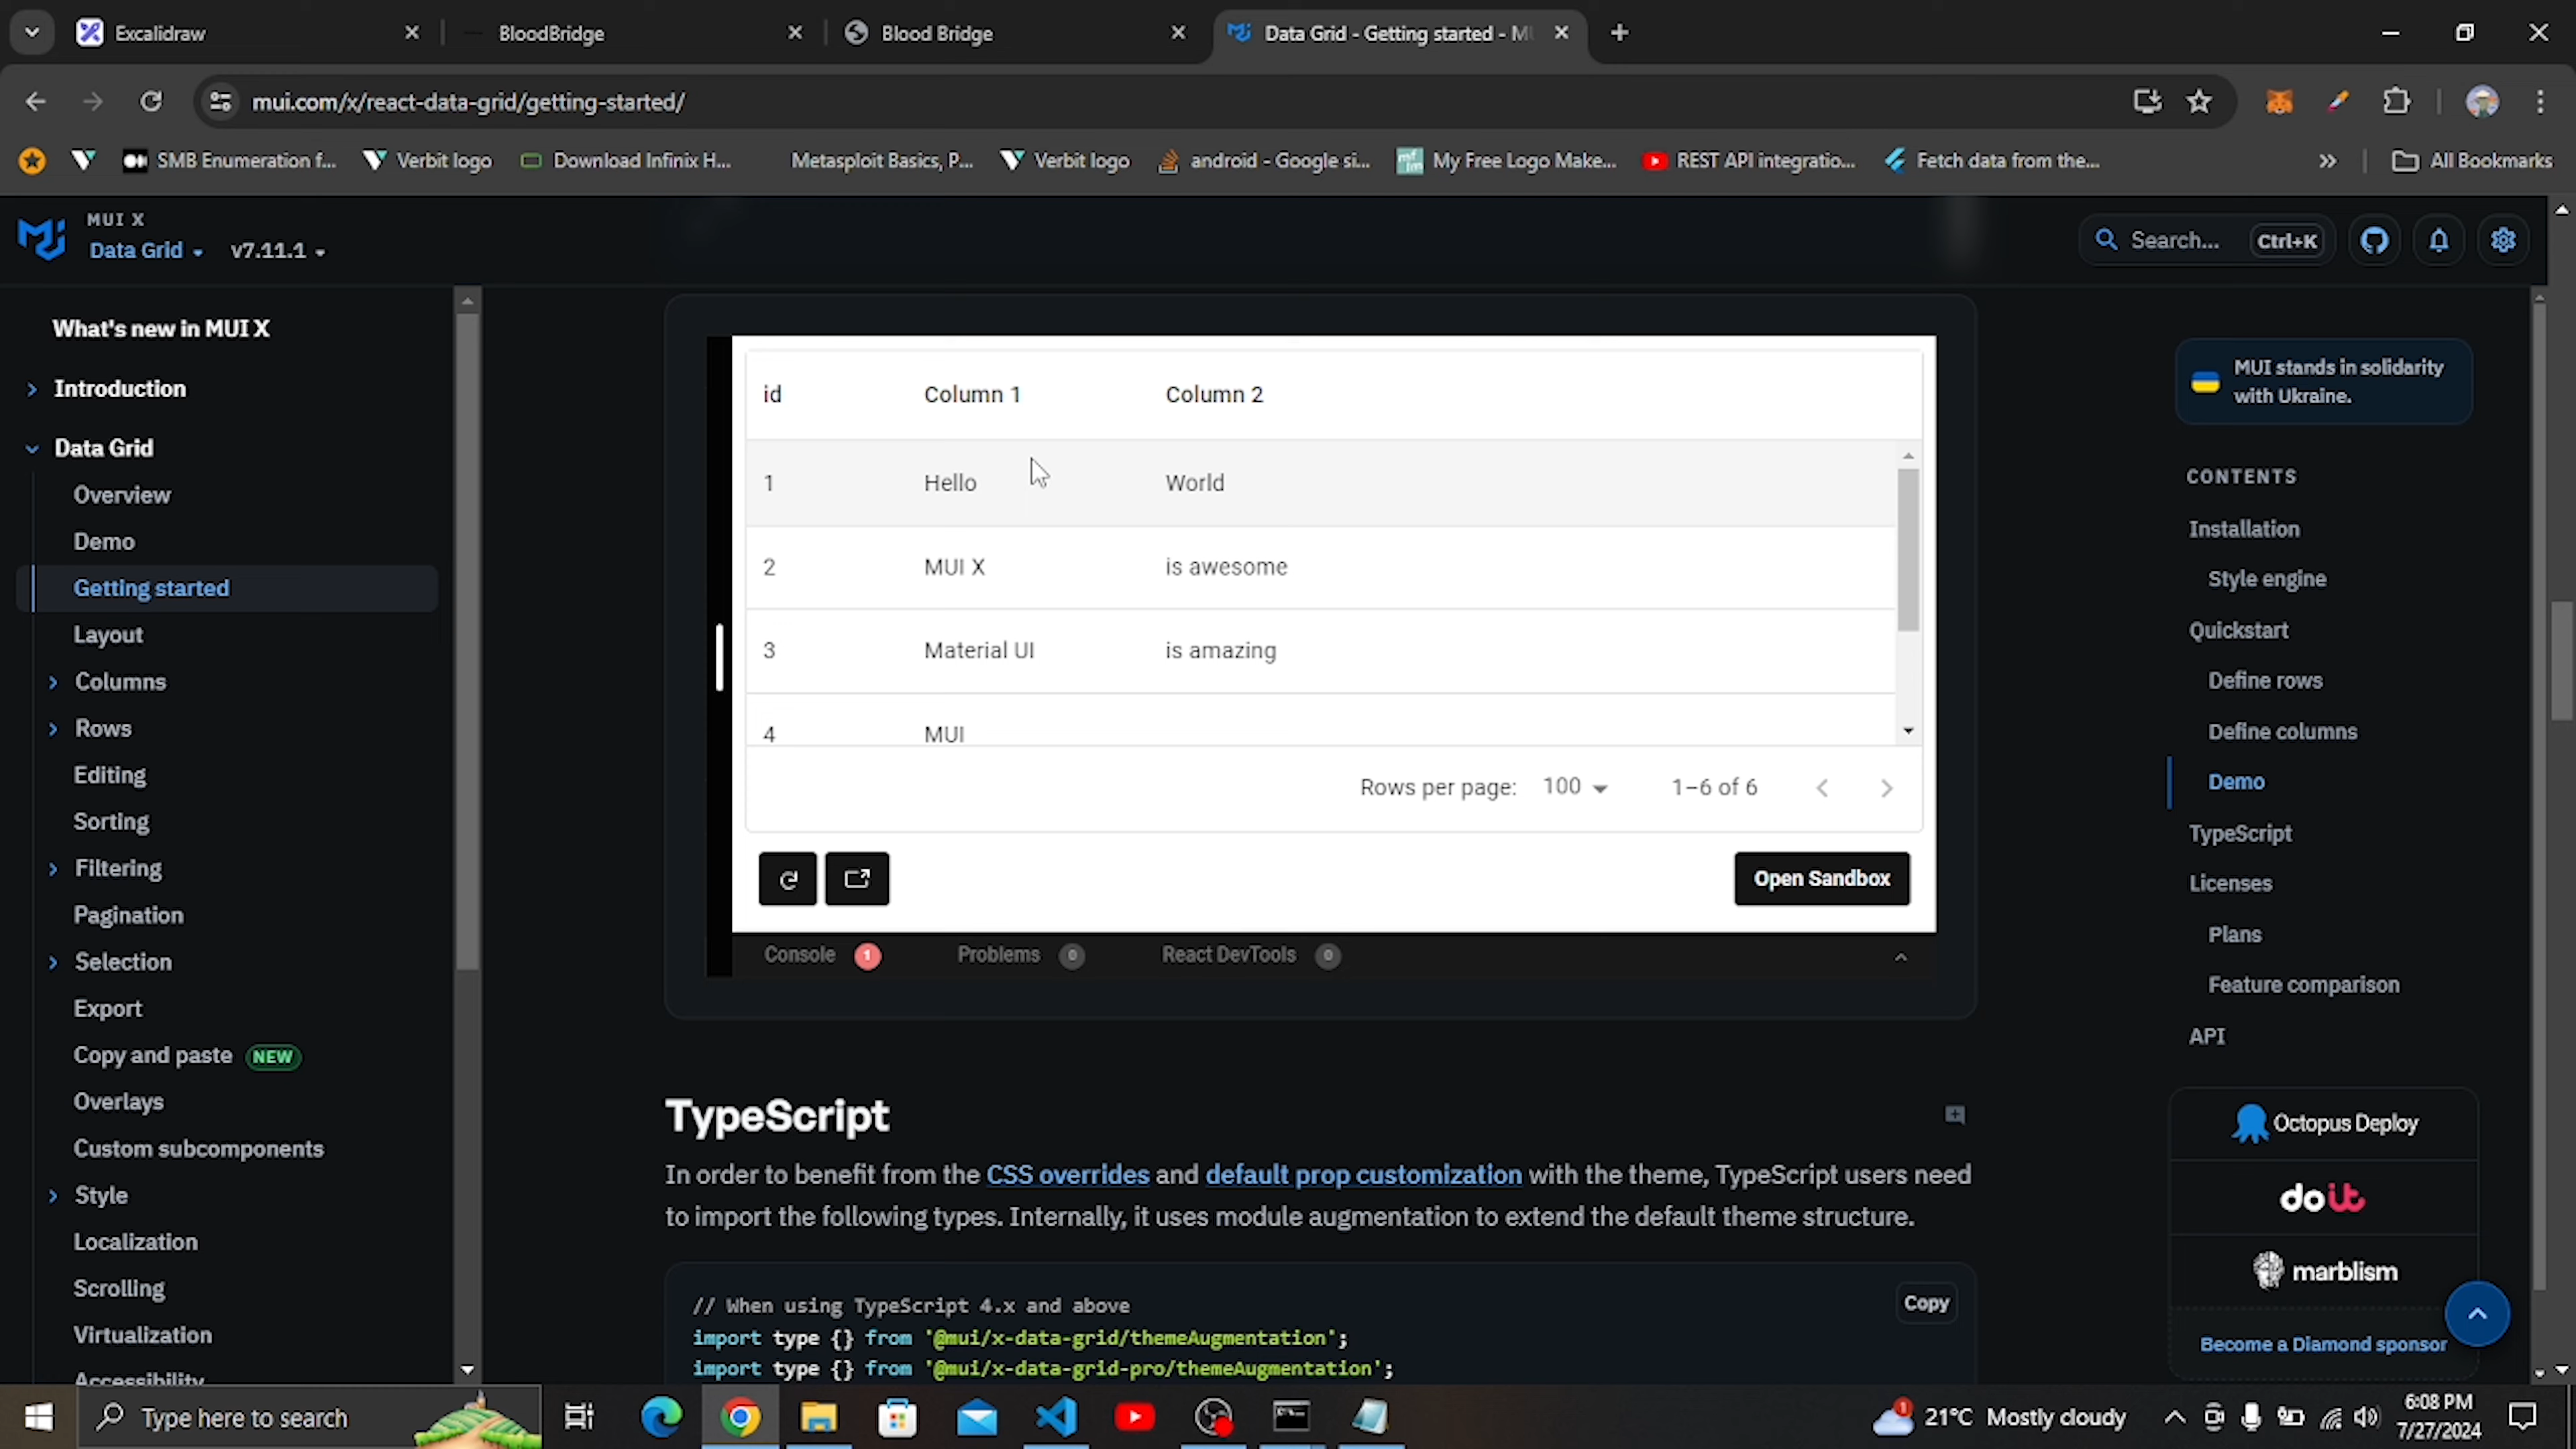 Excalidraw
BloodBridge
Blood Bridge
Data Grid - Getting started - M
mui.com/x/react-data-grid/getting-started/
SMB Enumeration f...
Verbit logo
Download Infinix H...
Metasploit Basics, P...
Verbit logo
android - Google si...
My Free Logo Make...
REST API integratio...
Fetch data from the...
All Bookmarks
MUI X
Data Grid
v7.11.1
Search...
Ctrl+K
What's new in MUI X
Introduction
Data Grid
Overview
Demo
Getting started
Layout
Columns
Rows
Editing
Sorting
Filtering
Pagination
Selection
Export
Copy and paste NEW
Overlays
Custom subcomponents
Style
Localization
Scrolling
Virtualization
Accessibility
id Column 1 Column 2
1 Hello World
2 MUI X is awesome
3 Material UI is amazing
4 MUI
Rows per page: 100 1–6 of 6
Open Sandbox
Console 1 Problems 0 React DevTools 0
TypeScript
In order to benefit from the CSS overrides and default prop customization with the theme, TypeScript users need
to import the following types. Internally, it uses module augmentation to extend the default theme structure.
Copy
// When using TypeScript 4.x and above
import type {} from '@mui/x-data-grid/themeAugmentation';
import type {} from '@mui/x-data-grid-pro/themeAugmentation';
MUI stands in solidarity
with Ukraine.
CONTENTS
Installation
Style engine
Quickstart
Define rows
Define columns
Demo
TypeScript
Licenses
Plans
Feature comparison
API
Octopus Deploy
doit
marblism
Become a Diamond sponsor
Type here to search
1
21°C Mostly cloudy
6:08 PM
7/27/2024